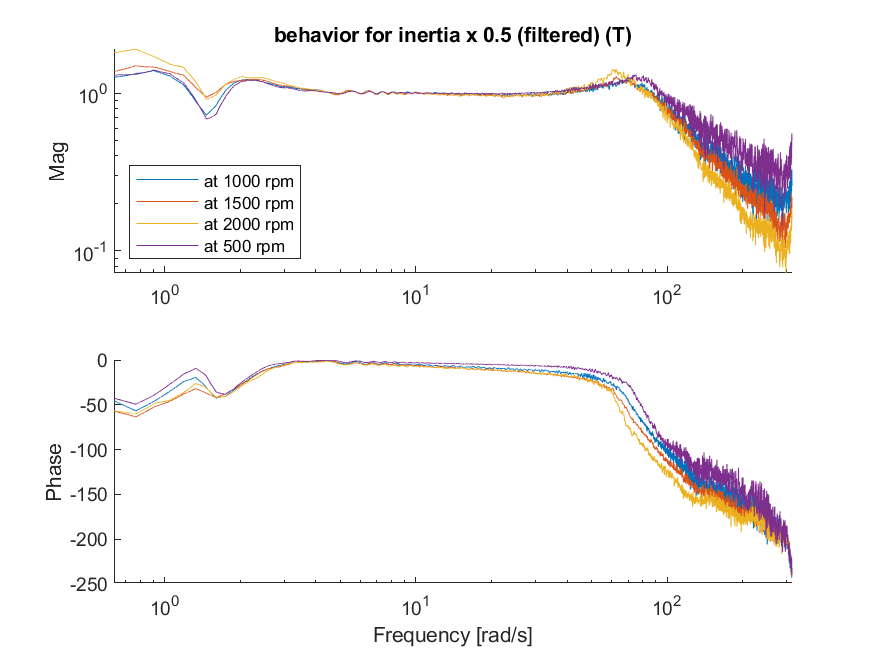 behavior for inertia x 0.5 (filtered) (T)
10^0
Mag
10^-1
at 1000 rpm
at 1500 rpm
at 2000 rpm
at 500 rpm
10^0 10^1 10^2
0
-50
-100
Phase
-150
-200
-250
10^0 10^1 10^2
Frequency [rad/s]